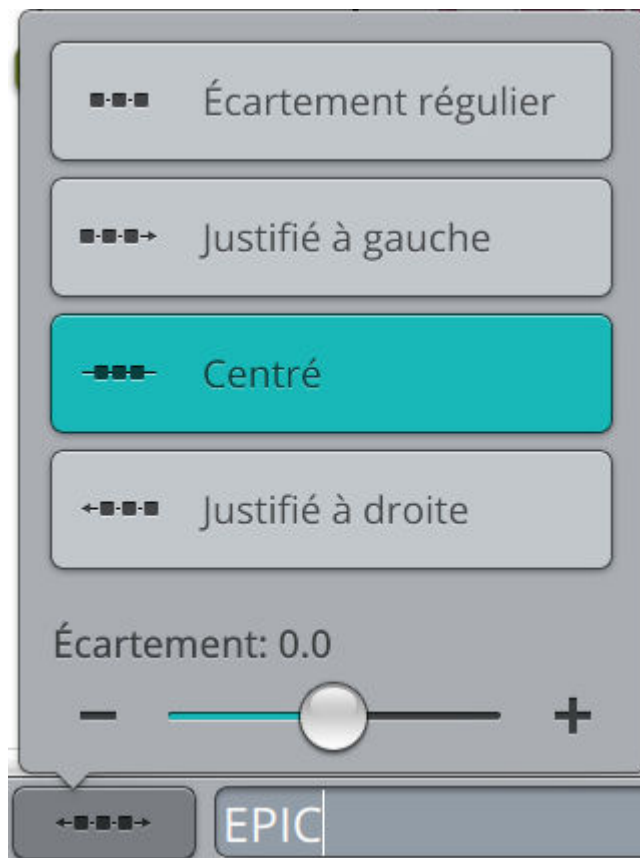 Écartement régulier
Justifié à gauche
Centré
Justifié à droite
Écartement: 0.0
EPIC